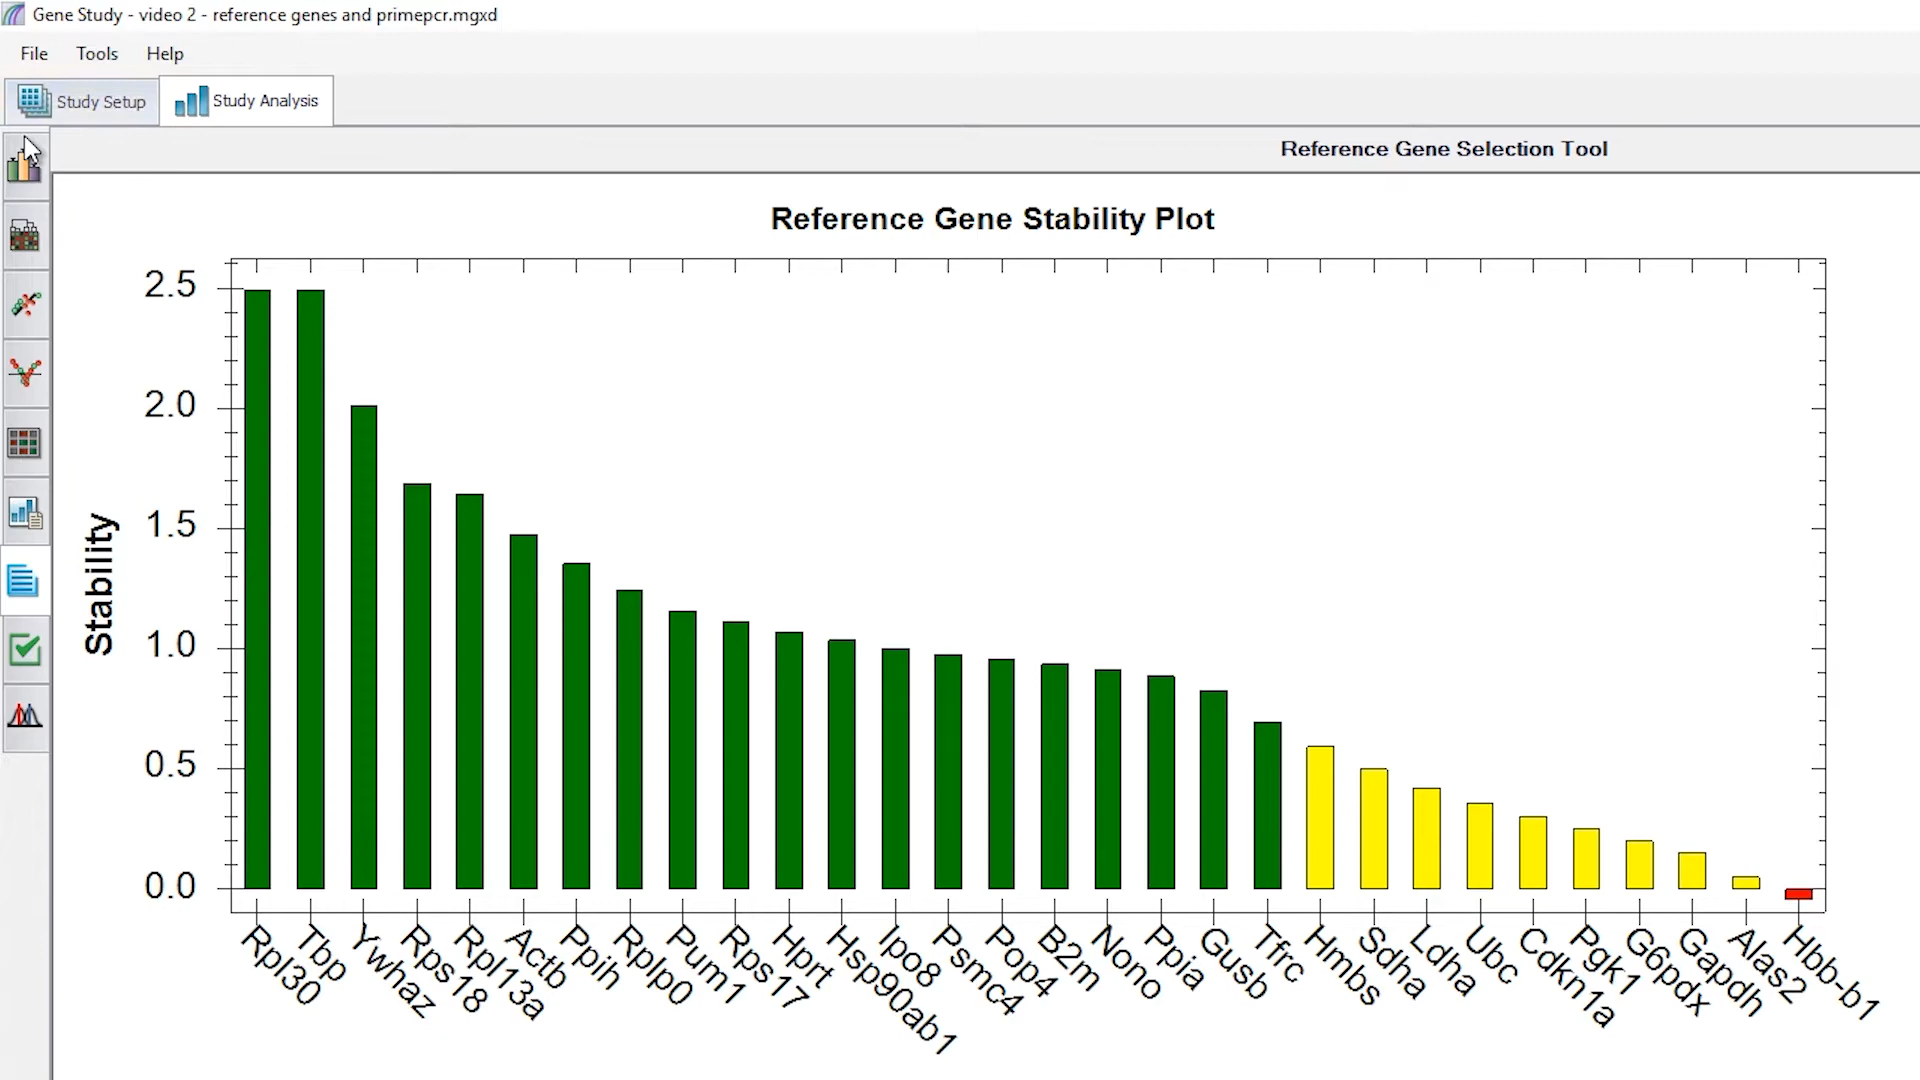 Gene Study - video 2 - reference genes and primepcr.mgxd
File Tools Help
Study Setup Study Analysis
Reference Gene Selection Tool
Reference Gene Stability Plot
Stability
2.5
2.0
1.5
1.0
0.5
0.0
Rpl30 Tbp Ywhaz Rps18 Rpl13a Actb Ppih Rplp0 Pum1 Rps17 Hprt Hsp90ab1 Ipo8 Psmc4 Pop4 B2m Nono Ppia Gusb Tfrc Hmbs Sdha Ldha Ubc Cdkn1a Pgk1 G6pdx Gapdh Alas2 Hbb-b1